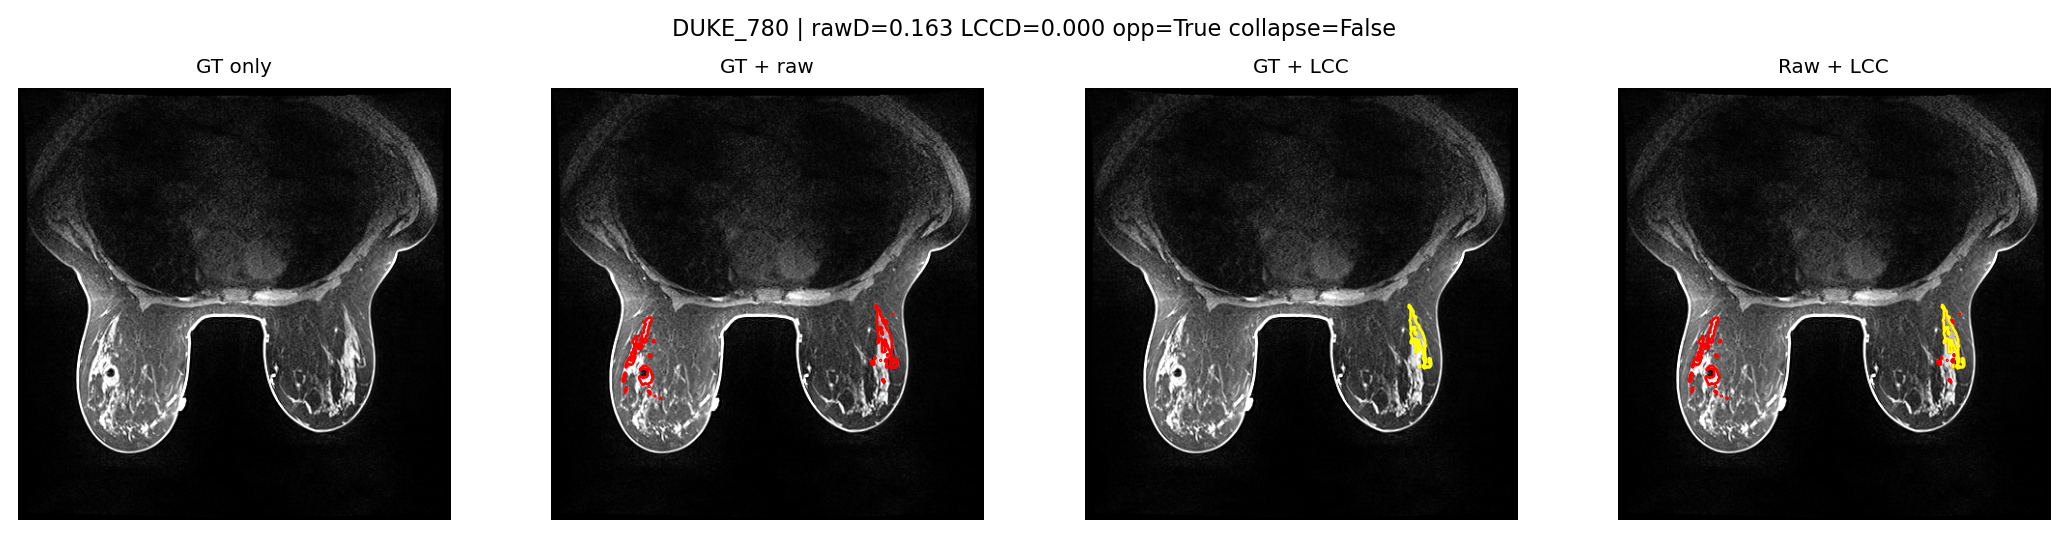 DUKE_780 | rawD=0.163 LCCD=0.000 opp=True collapse=False
GT only
GT + raw
GT + LCC
Raw + LCC